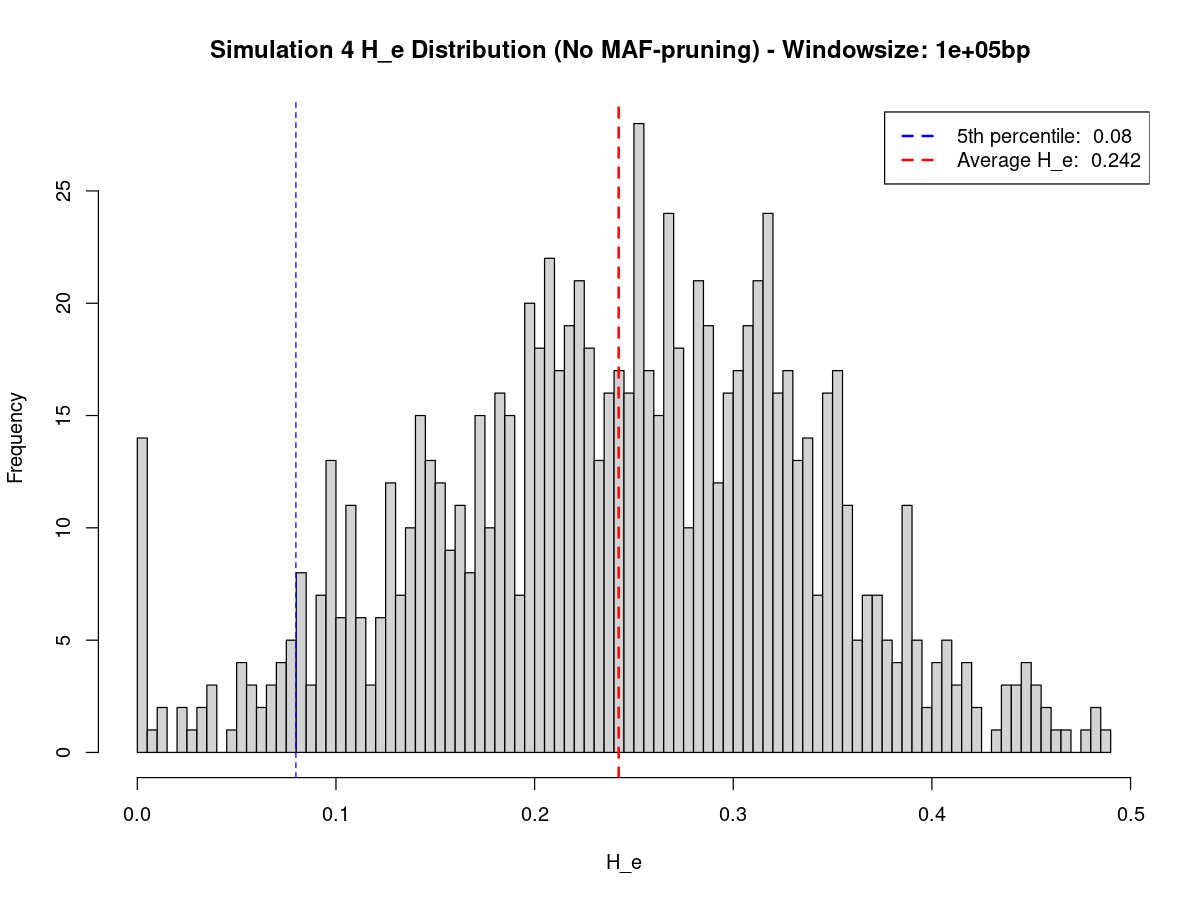 Simulation 4 H_e Distribution (No MAF-pruning) - Windowsize: 1e+05bp
5th percentile: 0.08
Average H_e: 0.242
Frequency
25
20
15
10
5
0
0.0 0.1 0.2 0.3 0.4 0.5
H_e